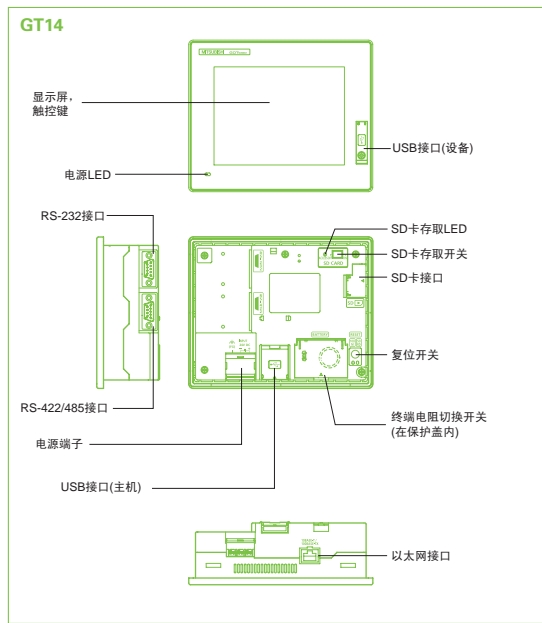 GT14
MITSUBISHI
显示屏，
触控键
USB接口(设备)
电源LED
RS-232接口
SD卡存取LED
SD卡存取开关
SD CARD
SD卡接口
BATTERY
复位开关
RS-422/485接口
终端电阻切换开关
(在保护盖内)
电源端子
USB接口(主机)
以太网接口